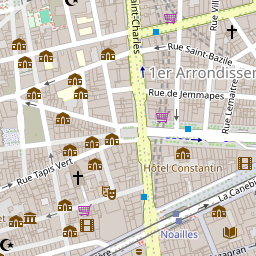 Saint-Charles
Rue Saint-Bazile
1er Arrondissem
Rue de Jemmapes
Rue Lemaître
Hôtel Constantin
Rue Tapis Vert
La Canebi
Noailles